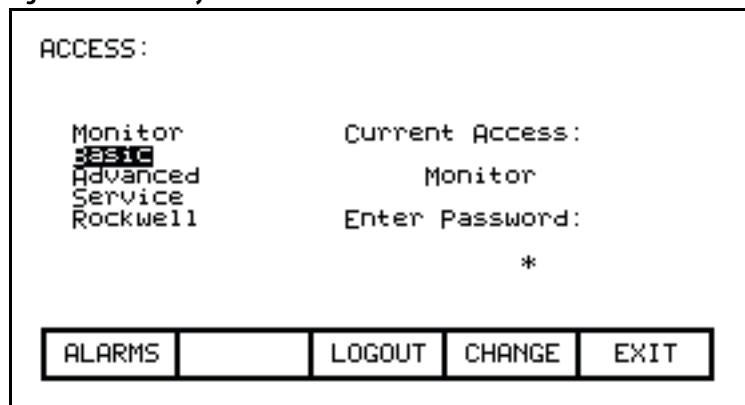 ACCESS:
Monitor
Basic
Advanced
Service
Rockwell
Current Access:
Monitor
Enter Password:
*
ALARMS LOGOUT CHANGE EXIT